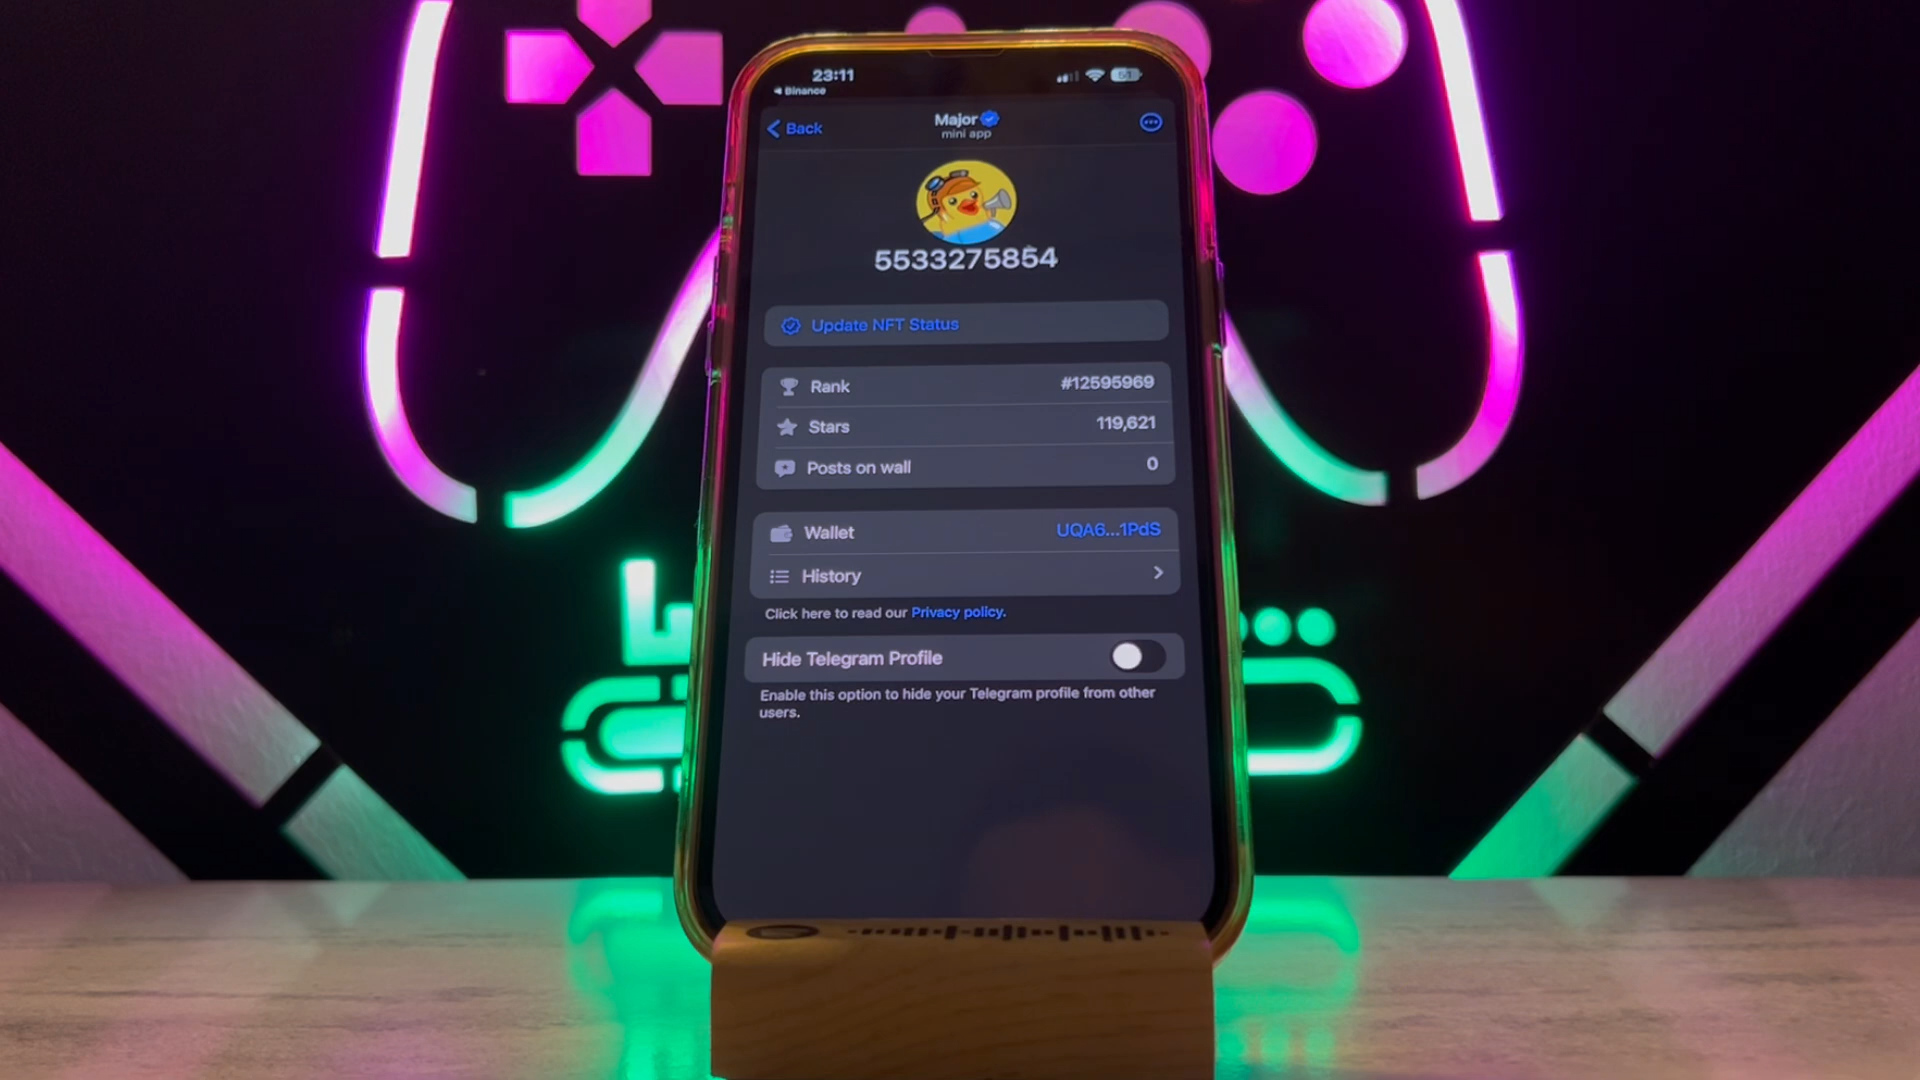 23:11
51
◀ Binance
Back
Major
mini app
5533275854
Update NFT Status
Rank
#12595969
Stars
119,621
Posts on wall
0
Wallet
UQA6...1PdS
History
Click here to read our Privacy policy.
Hide Telegram Profile
Enable this option to hide your Telegram profile from other
users.